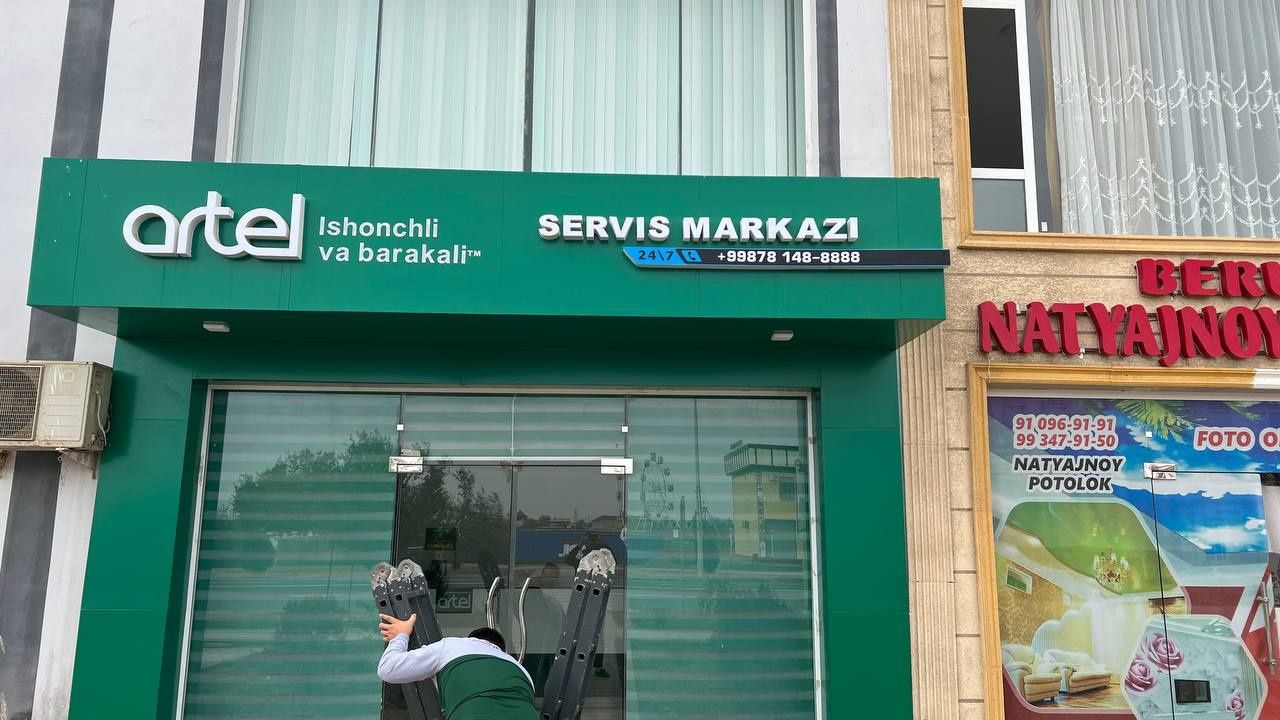 artel
Ishonchli
va barakali™
SERVIS MARKAZI
24\7 +99878 148-8888
NATYAJNOY
91 096-91-91
99 347-91-50
NATYAJNOY
POTOLOK
FOTO
artel